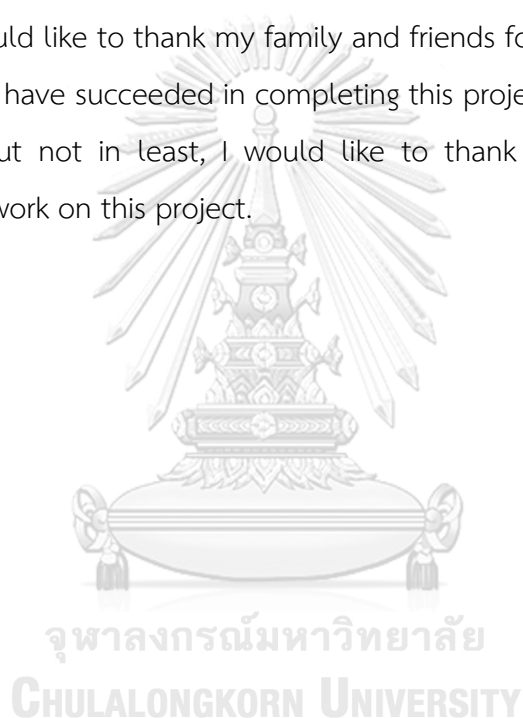 uld like to thank my family and friends fo
have succeeded in completing this proje
ut not in least, I would like to thank
work on this project.
จุฬาลงกรณ์มหาวิทยาลัย
CHULALONGKORN UNIVERSITY